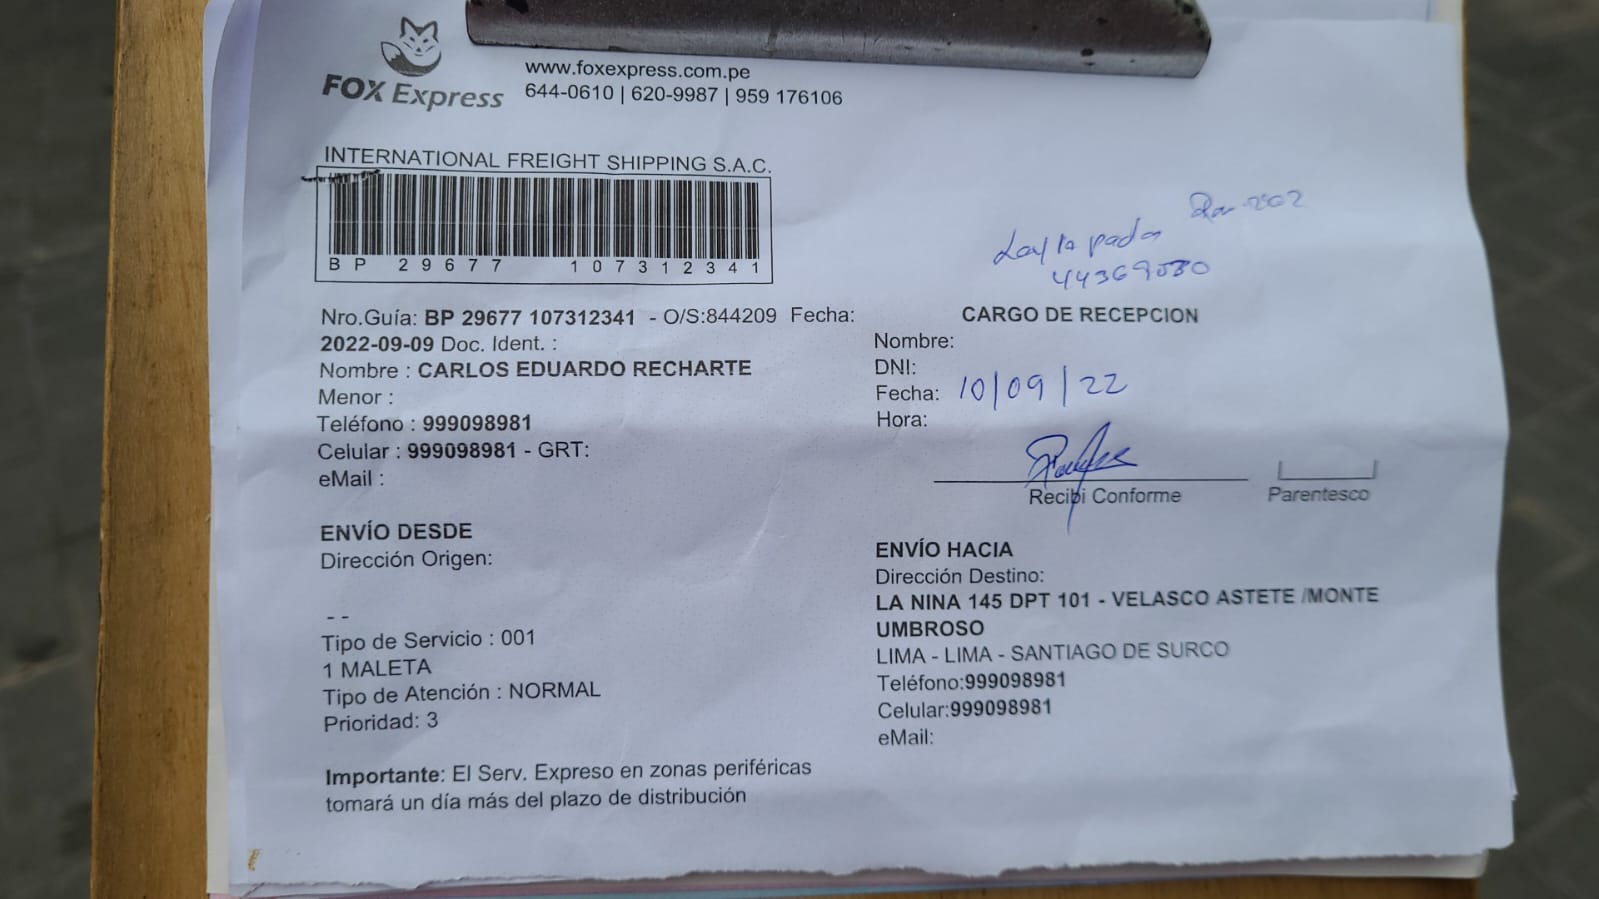 FOX Express
www.foxexpress.com.pe
644-0610 | 620-9987 | 959 176106
INTERNATIONAL FREIGHT SHIPPING S.A.C.
BP 29677 107312341
Nro.Guía: BP 29677 107312341 - O/S:844209 Fecha:
2022-09-09 Doc. Ident. :
Nombre : CARLOS EDUARDO RECHARTE
Menor :
Teléfono : 999098981
Celular : 999098981 - GRT:
eMail :
ENVÍO DESDE
Dirección Origen:
- -
Tipo de Servicio : 001
1 MALETA
Tipo de Atención : NORMAL
Prioridad: 3
Importante: El Serv. Expreso en zonas periféricas
tomará un día más del plazo de distribución
CARGO DE RECEPCION
Nombre:
DNI:
Fecha: 10/09/22
Hora:
Recibi Conforme
Parentesco
ENVÍO HACIA
Dirección Destino:
LA NINA 145 DPT 101 - VELASCO ASTETE /MONTE
UMBROSO
LIMA - LIMA - SANTIAGO DE SURCO
Teléfono:999098981
Celular:999098981
eMail: